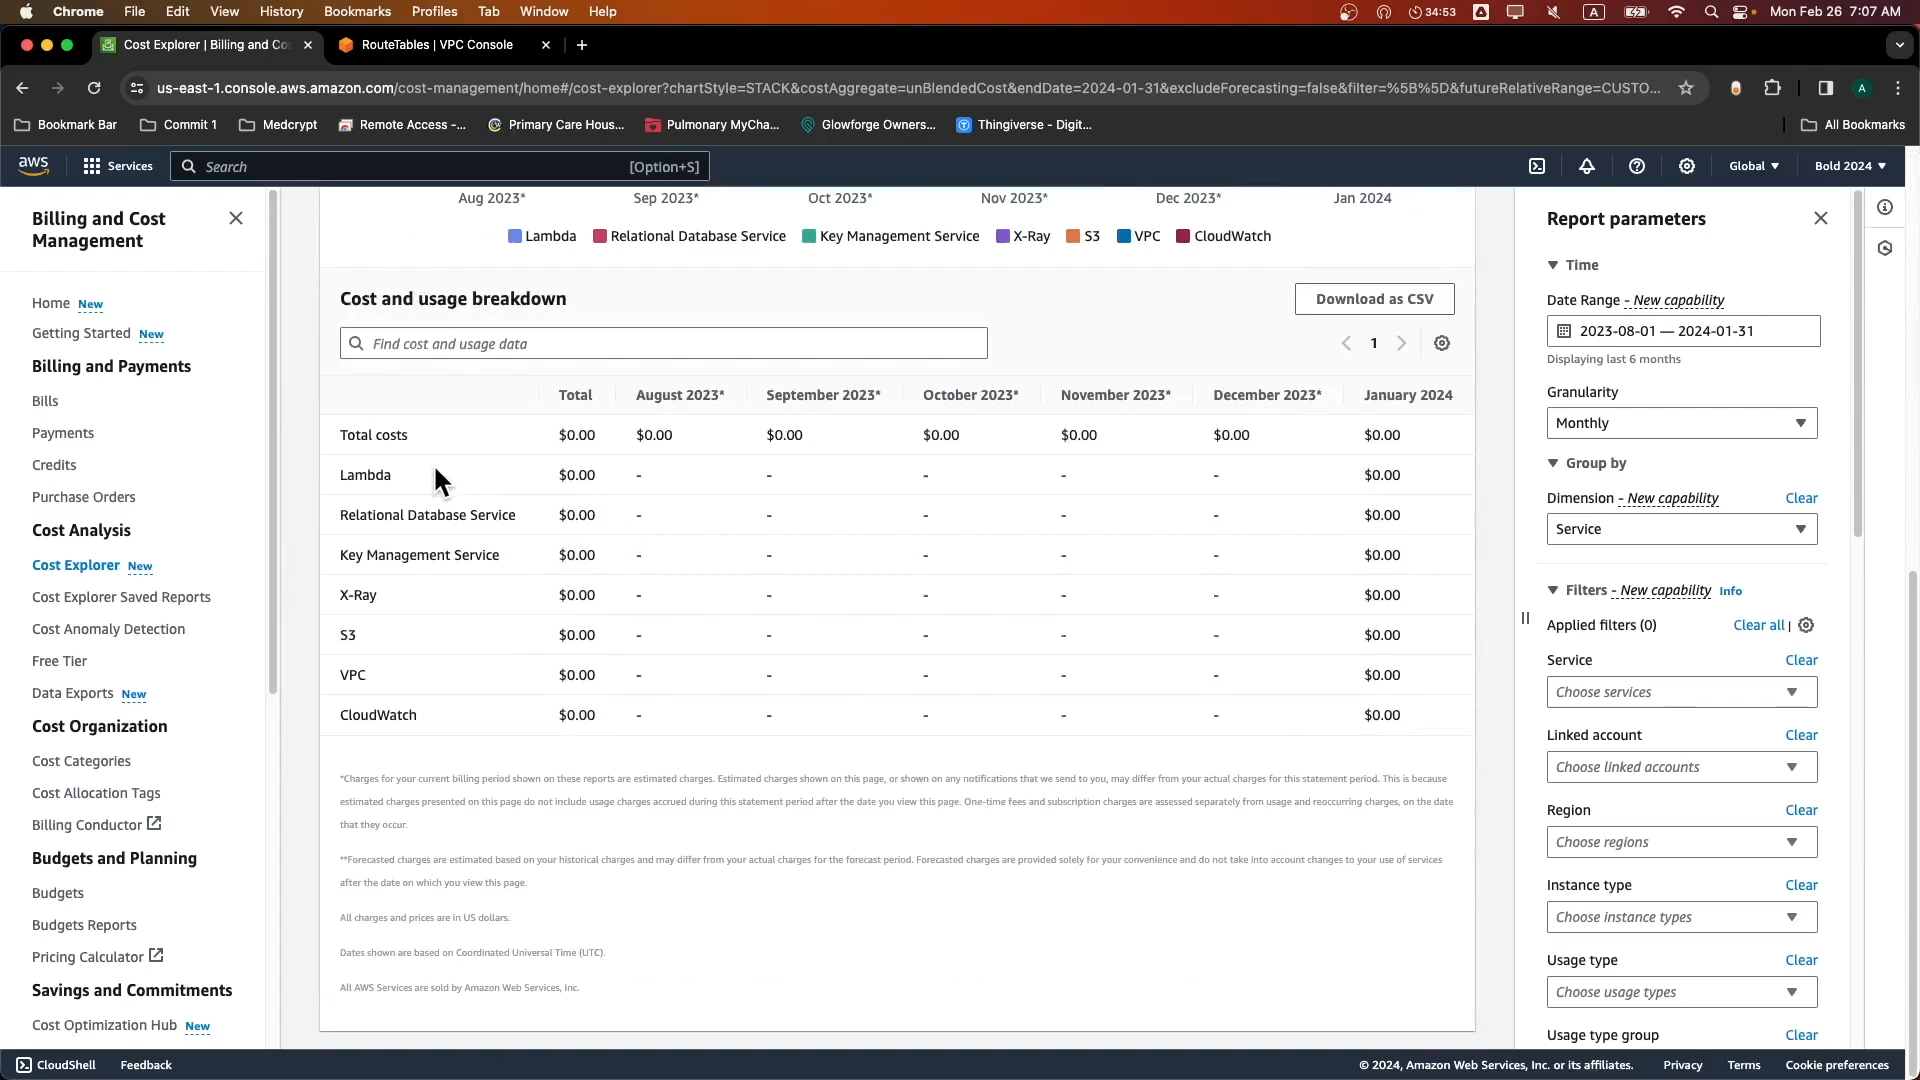 Chrome File Edit View History Bookmarks Profiles Tab Window Help 34:53 A Mon Feb 26 7:07 AM
Cost Explorer | Billing and Co RouteTables | VPC Console
us-east-1.console.aws.amazon.com/cost-management/home#/cost-explorer?chartStyle=STACK&costAggregate=unBlendedCost&endDate=2024-01-31&excludeForecasting=false&filter=%5B%5D&futureRelativeRange=CUSTO... A
Bookmark Bar Commit 1 Medcrypt Remote Access -... Primary Care Hous... Pulmonary MyCha... Glowforge Owners... Thingiverse - Digit... All Bookmarks
aws Services Search [Option+S] Global Bold 2024
Billing and Cost
Management
Home New
Getting Started New
Billing and Payments
Bills
Payments
Credits
Purchase Orders
Cost Analysis
Cost Explorer New
Cost Explorer Saved Reports
Cost Anomaly Detection
Free Tier
Data Exports New
Cost Organization
Cost Categories
Cost Allocation Tags
Billing Conductor
Budgets and Planning
Budgets
Budgets Reports
Pricing Calculator
Savings and Commitments
Cost Optimization Hub New
Aug 2023* Sep 2023* Oct 2023* Nov 2023* Dec 2023* Jan 2024
Lambda Relational Database Service Key Management Service X-Ray S3 VPC CloudWatch
Cost and usage breakdown Download as CSV
Find cost and usage data 1
Total August 2023* September 2023* October 2023* November 2023* December 2023* January 2024
Total costs $0.00 $0.00 $0.00 $0.00 $0.00 $0.00 $0.00
Lambda $0.00 - - - - - $0.00
Relational Database Service $0.00 - - - - - $0.00
Key Management Service $0.00 - - - - - $0.00
X-Ray $0.00 - - - - - $0.00
S3 $0.00 - - - - - $0.00
VPC $0.00 - - - - - $0.00
CloudWatch $0.00 - - - - - $0.00
*Charges for your current billing period shown on these reports are estimated charges. Estimated charges shown on this page, or shown on any notifications that we send to you, may differ from your actual charges for this statement period. This is because
estimated charges presented on this page do not include usage charges accrued during this statement period after the date you view this page. One-time fees and subscription charges are assessed separately from usage and reoccurring charges, on the date
that they occur.
**Forecasted charges are estimated based on your historical charges and may differ from your actual charges for the forecast period. Forecasted charges are provided solely for your convenience and do not take into account changes to your use of services
after the date on which you view this page.
All charges and prices are in US dollars.
Dates shown are based on Coordinated Universal Time (UTC).
All AWS Services are sold by Amazon Web Services, Inc.
Report parameters
Time
Date Range - New capability
2023-08-01 — 2024-01-31
Displaying last 6 months
Granularity
Monthly
Group by
Dimension - New capability Clear
Service
Filters - New capability Info
Applied filters (0) Clear all |
Service Clear
Choose services
Linked account Clear
Choose linked accounts
Region Clear
Choose regions
Instance type Clear
Choose instance types
Usage type Clear
Choose usage types
Usage type group Clear
CloudShell Feedback © 2024, Amazon Web Services, Inc. or its affiliates. Privacy Terms Cookie preferences